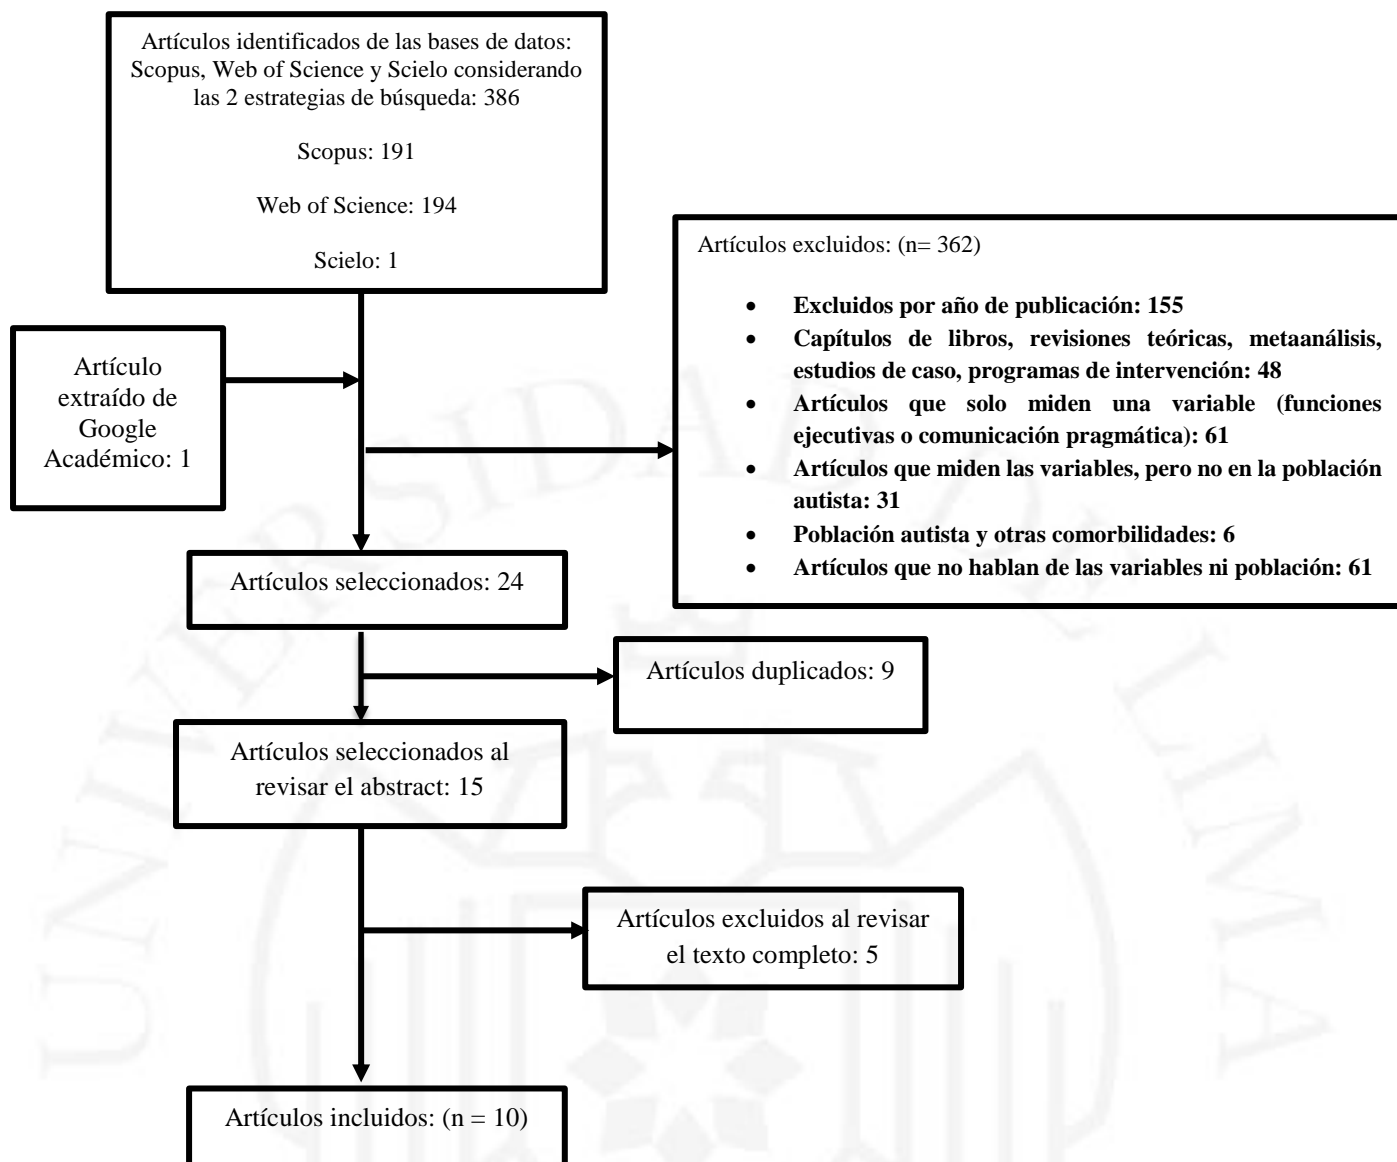 Artículos identificados de las bases de datos:
Scopus, Web of Science y Scielo considerando
las 2 estrategias de búsqueda: 386
Scopus: 191
Web of Science: 194
Scielo: 1
Artículos excluidos: (n= 362)
• Excluidos por año de publicación: 155
• Capítulos de libros, revisiones teóricas, metaanálisis,
estudios de caso, programas de intervención: 48
• Artículos que solo miden una variable (funciones
ejecutivas o comunicación pragmática): 61
• Artículos que miden las variables, pero no en la población
autista: 31
• Población autista y otras comorbilidades: 6
• Artículos que no hablan de las variables ni población: 61
Artículo
extraído de
Google
Académico: 1
Artículos seleccionados: 24
Artículos duplicados: 9
Artículos seleccionados al
revisar el abstract: 15
Artículos excluidos al revisar
el texto completo: 5
Artículos incluidos: (n = 10)
UNIVERSIDAD DE LIMA